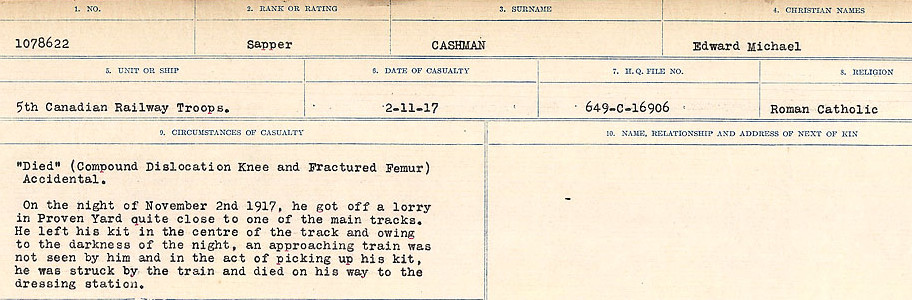 1. NO. 2. RANK OR RATING 3. SURNAME 4. CHRISTIAN NAMES
1078622 Sapper CASHMAN Edward Michael
5. UNIT OR SHIP 6. DATE OF CASUALTY 7. H.Q. FILE NO. 8. RELIGION
5th Canadian Railway Troops. 2-11-17 649-C-16906 Roman Catholic
9. CIRCUMSTANCES OF CASUALTY 10. NAME, RELATIONSHIP AND ADDRESS OF NEXT OF KIN
"Died" (Compound Dislocation Knee and Fractured Femur)
Accidental.
On the night of November 2nd 1917, he got off a lorry
in Proven Yard quite close to one of the main tracks.
He left his kit in the centre of the track and owing
to the darkness of the night, an approaching train was
not seen by him and in the act of picking up his kit,
he was struck by the train and died on his way to the
dressing station.